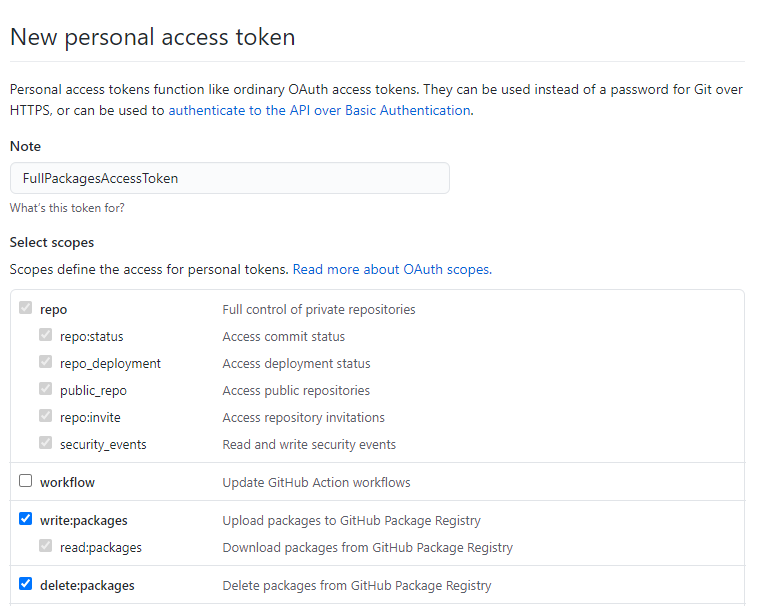 New personal access token
Personal access tokens function like ordinary OAuth access tokens. They can be used instead of a password for Git over
HTTPS, or can be used to authenticate to the API over Basic Authentication.
Note
FullPackagesAccessToken
What's this token for?
Select scopes
Scopes define the access for personal tokens. Read more about OAuth scopes.
repo Full control of private repositories
repo:status Access commit status
repo_deployment Access deployment status
public_repo Access public repositories
repo:invite Access repository invitations
security_events Read and write security events
workflow Update GitHub Action workflows
write:packages Upload packages to GitHub Package Registry
read:packages Download packages from GitHub Package Registry
delete:packages Delete packages from GitHub Package Registry